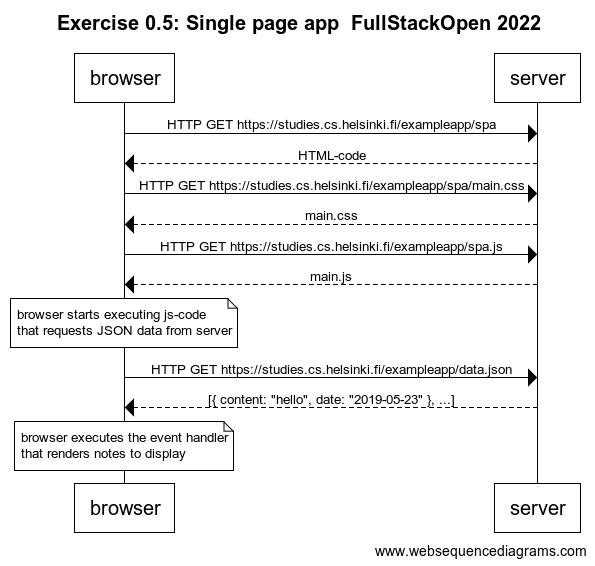 Exercise 0.5: Single page app  FullStackOpen 2022
browser
server
HTTP GET https://studies.cs.helsinki.fi/exampleapp/spa
HTML-code
HTTP GET https://studies.cs.helsinki.fi/exampleapp/spa/main.css
main.css
HTTP GET https://studies.cs.helsinki.fi/exampleapp/spa.js
main.js
browser starts executing js-code
that requests JSON data from server
HTTP GET https://studies.cs.helsinki.fi/exampleapp/data.json
[{ content: "hello", date: "2019-05-23" }, ...]
browser executes the event handler
that renders notes to display
browser
server
www.websequencediagrams.com